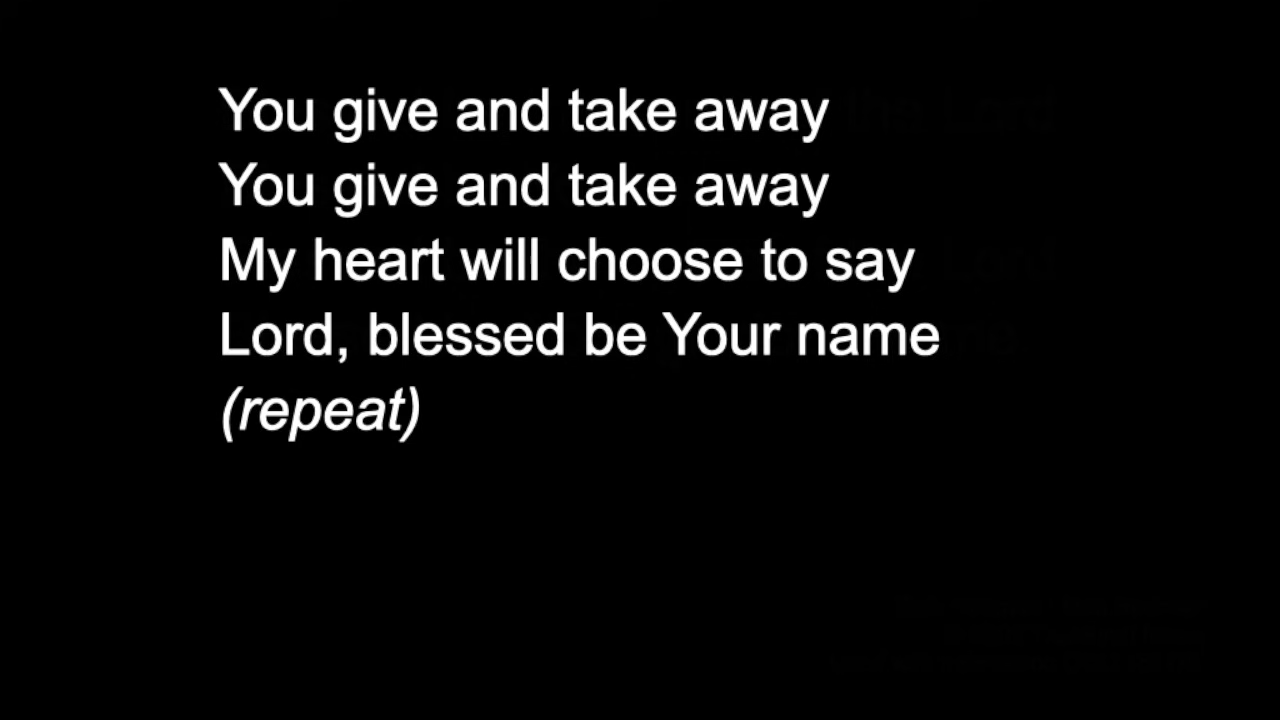 You give and take away
You give and take away
My heart will choose to say
Lord, blessed be Your name
(repeat)